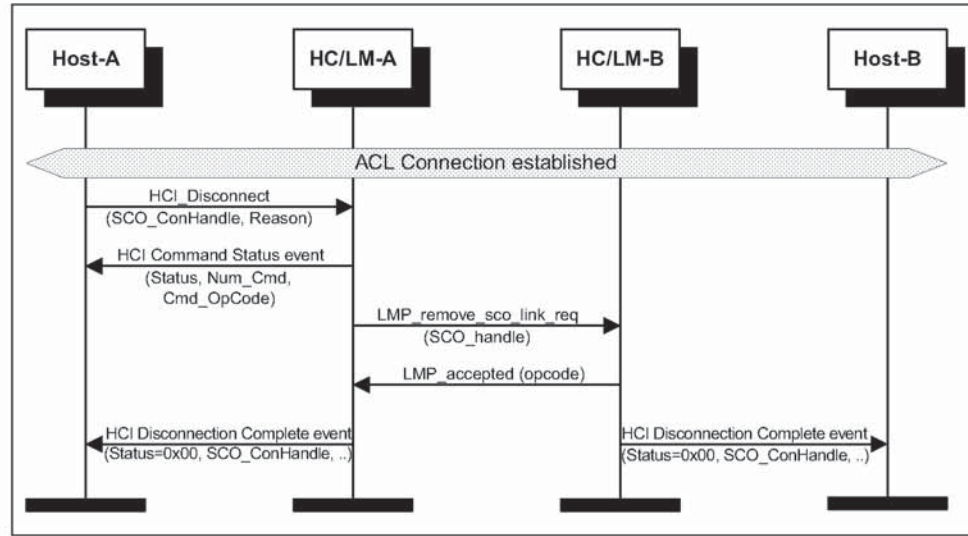 Host-A
HC/LM-A
HC/LM-B
Host-B
ACL Connection established
HCI_Disconnect
(SCO_ConHandle, Reason)
HCI Command Status event
(Status, Num_Cmd,
Cmd_OpCode)
LMP_remove_sco_link_req
(SCO_handle)
LMP_accepted (opcode)
HCI Disconnection Complete event
(Status=0x00, SCO_ConHandle, ..)
HCI Disconnection Complete event
(Status=0x00, SCO_ConHandle, ..)